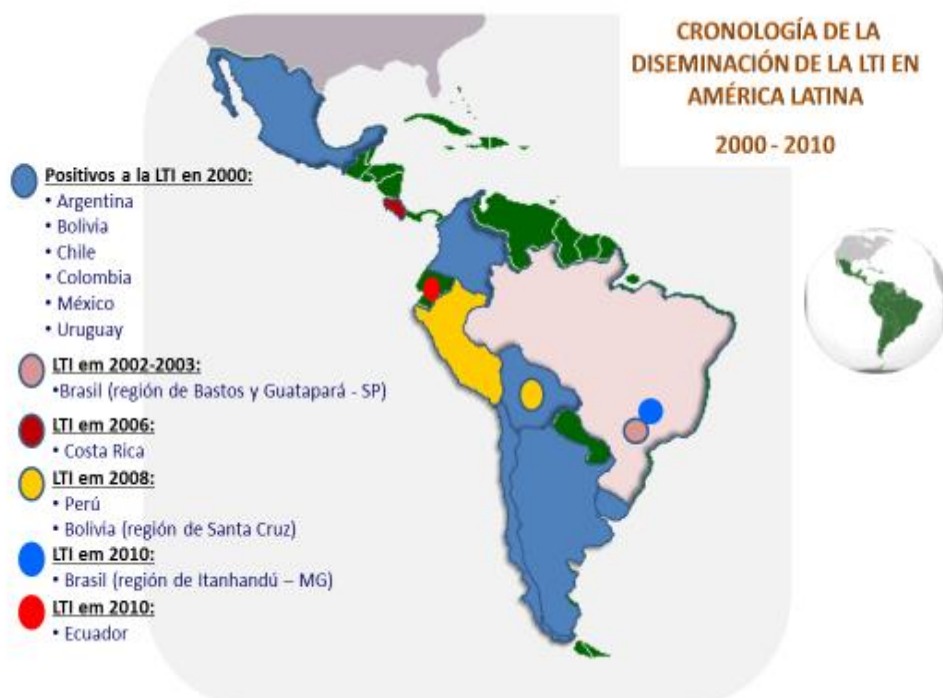 CRONOLOGÍA DE LA
DISEMINACIÓN DE LA LTI EN
AMÉRICA LATINA
2000 - 2010
Positivos a la LTI en 2000:
• Argentina
• Bolivia
• Chile
• Colombia
• México
• Uruguay
LTI em 2002-2003:
•Brasil (región de Bastos y Guatapará - SP)
LTI em 2006:
• Costa Rica
LTI em 2008:
• Perú
• Bolivia (región de Santa Cruz)
LTI em 2010:
• Brasil (región de Itanhandú – MG)
LTI em 2010:
• Ecuador